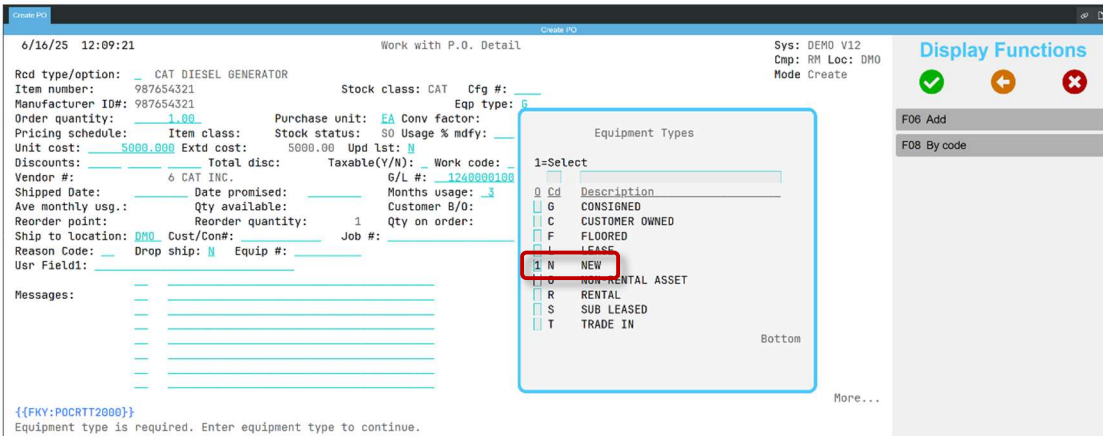 Create PO
Create PO
6/16/25 12:09:21 Work with P.O. Detail Sys: DEMO V12
Cmp: RM Loc: DMO
Rcd type/option: _ CAT DIESEL GENERATOR Mode Create
Item number: 987654321 Stock class: CAT Cfg #:
Manufacturer ID#: 987654321 Eqp type: G
Order quantity: 1.00 Purchase unit: EA Conv factor:
Pricing schedule: Item class: Stock status: SO Usage % mdfy:
Unit cost: 5000.000 Extd cost: 5000.00 Upd lst: N
Discounts: Total disc: Taxable(Y/N): _ Work code: _
Vendor #: 6 CAT INC. G/L #: 1240000100
Shipped Date: Date promised: Months usage: 3
Ave monthly usg.: Qty available: Customer B/O:
Reorder point: Reorder quantity: 1 Qty on order:
Ship to location: DMO Cust/Con#: Job #:
Reason Code: Drop ship: N Equip #:
Usr Field1:
Messages:
More...
{{FKY:POCRTT2000}}
Equipment type is required. Enter equipment type to continue.
Equipment Types
1=Select
O Cd Description
G CONSIGNED
C CUSTOMER OWNED
F FLOORED
L LEASE
1 N NEW
O NON-RENTAL ASSET
R RENTAL
S SUB LEASED
T TRADE IN
Bottom
Display Functions
F06 Add
F08 By code